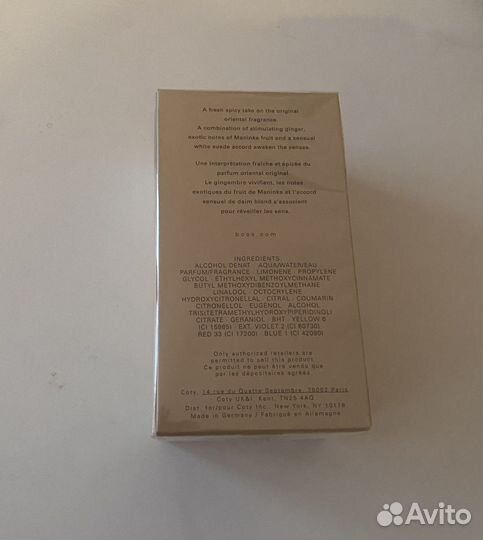 A fresh spicy take on the original
oriental fragrance.
A combination of stimulating ginger,
exotic notes of Maninka fruit and a sensual
white suede accord awaken the senses.
Une interprétation fraîche et épicée du
parfum oriental original.
Le gingembre vivifiant, les notes
exotiques du fruit de Maninka et l'accord
sensuel de daim blond s'associent
pour réveiller les sens.
boss.com
INGREDIENTS
ALCOHOL DENAT · AQUA/WATER/EAU
PARFUM/FRAGRANCE · LIMONENE · PROPYLENE
GLYCOL · ETHYLHEXYL METHOXYCINNAMATE
BUTYL METHOXYDIBENZOYLMETHANE
LINALOOL · OCTOCRYLENE
HYDROXYCITRONELLAL · CITRAL · COUMARIN
CITRONELLOL · EUGENOL · ALCOHOL
TRIS(TETRAMETHYLHYDROXYPIPERIDINOL)
CITRATE · GERANIOL · BHT · YELLOW 6
(CI 15985) · EXT. VIOLET 2 (CI 60730)
RED 33 (CI 17200) · BLUE 1 (CI 42090)
Only authorized retailers are
permitted to sell this product.
Ce produit ne peut être vendu que
par les dépositaires agréés.
Coty, 14 rue du Quatre Septembre, 75002 Paris
Coty UK&I, Kent, TN25 4AQ
Dist. for/pour Coty Inc., New York, NY 10118
Made in Germany / Fabriqué en Allemagne
Avito